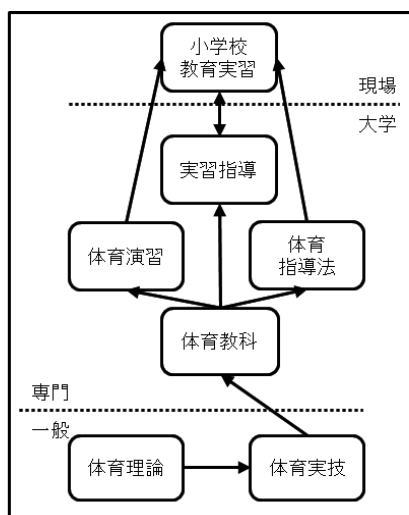 小学校
教育実習
現場
大学
実習指導
体育演習
体育
指導法
体育教科
専門
一般
体育理論
体育実技